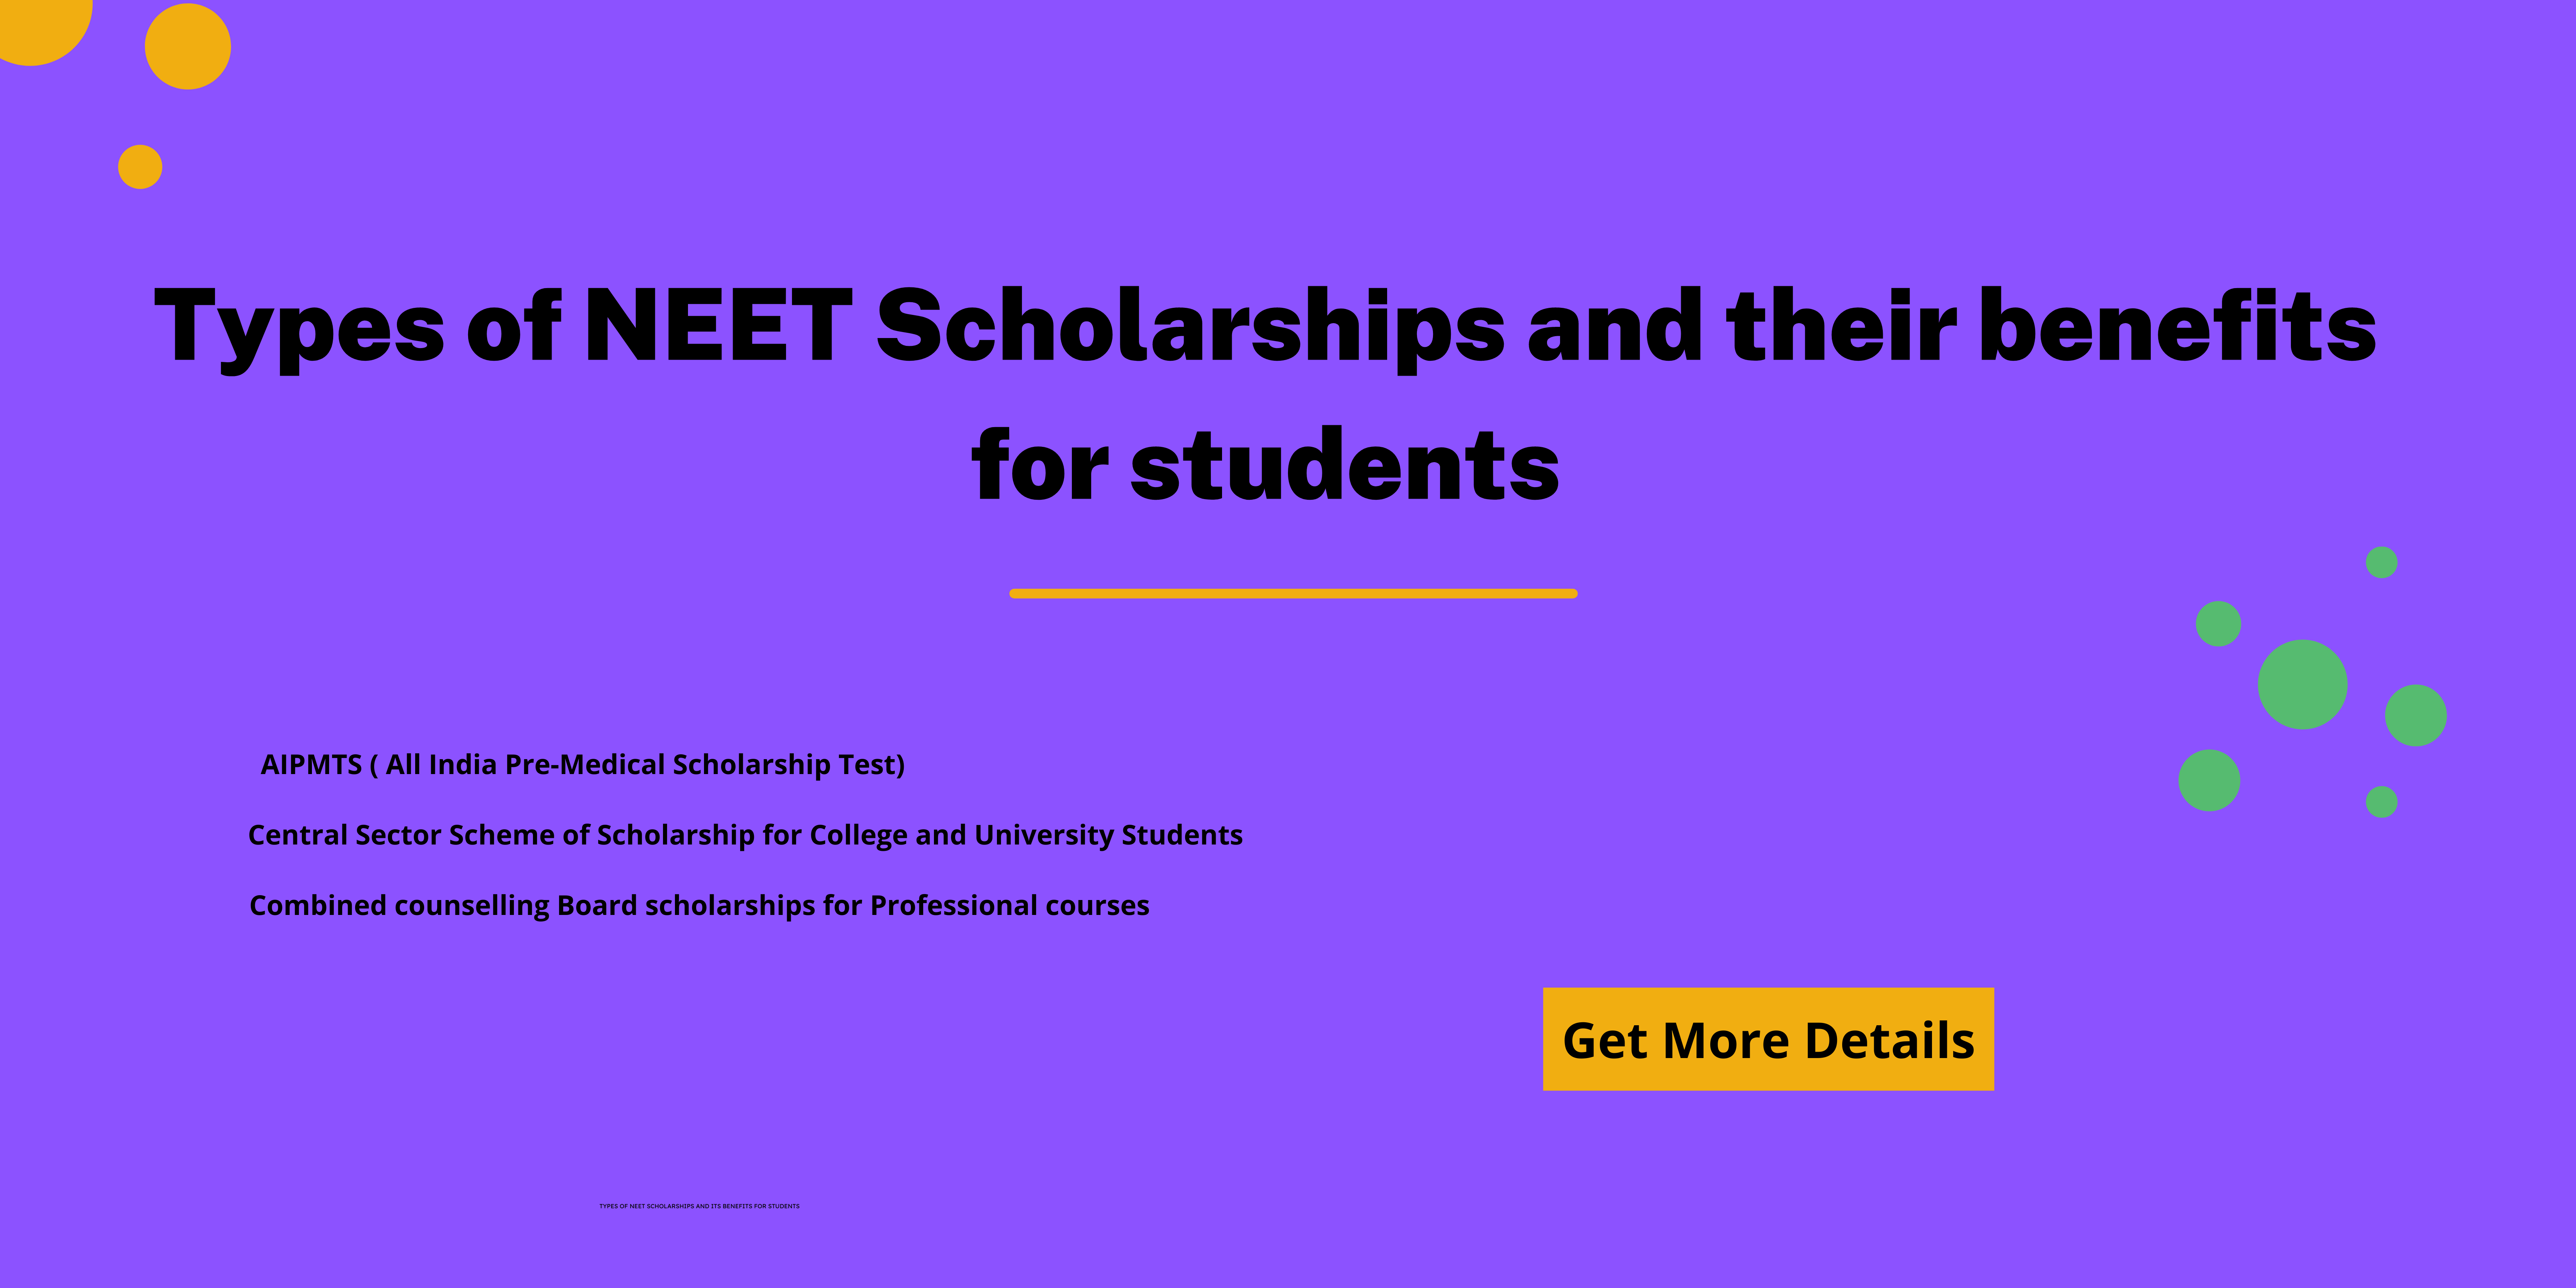 Types of NEET Scholarships and their benefits
for students
AIPMTS ( All India Pre-Medical Scholarship Test)
Central Sector Scheme of Scholarship for College and University Students
Combined counselling Board scholarships for Professional courses
Get More Details
TYPES OF NEET SCHOLARSHIPS AND ITS BENEFITS FOR STUDENTS